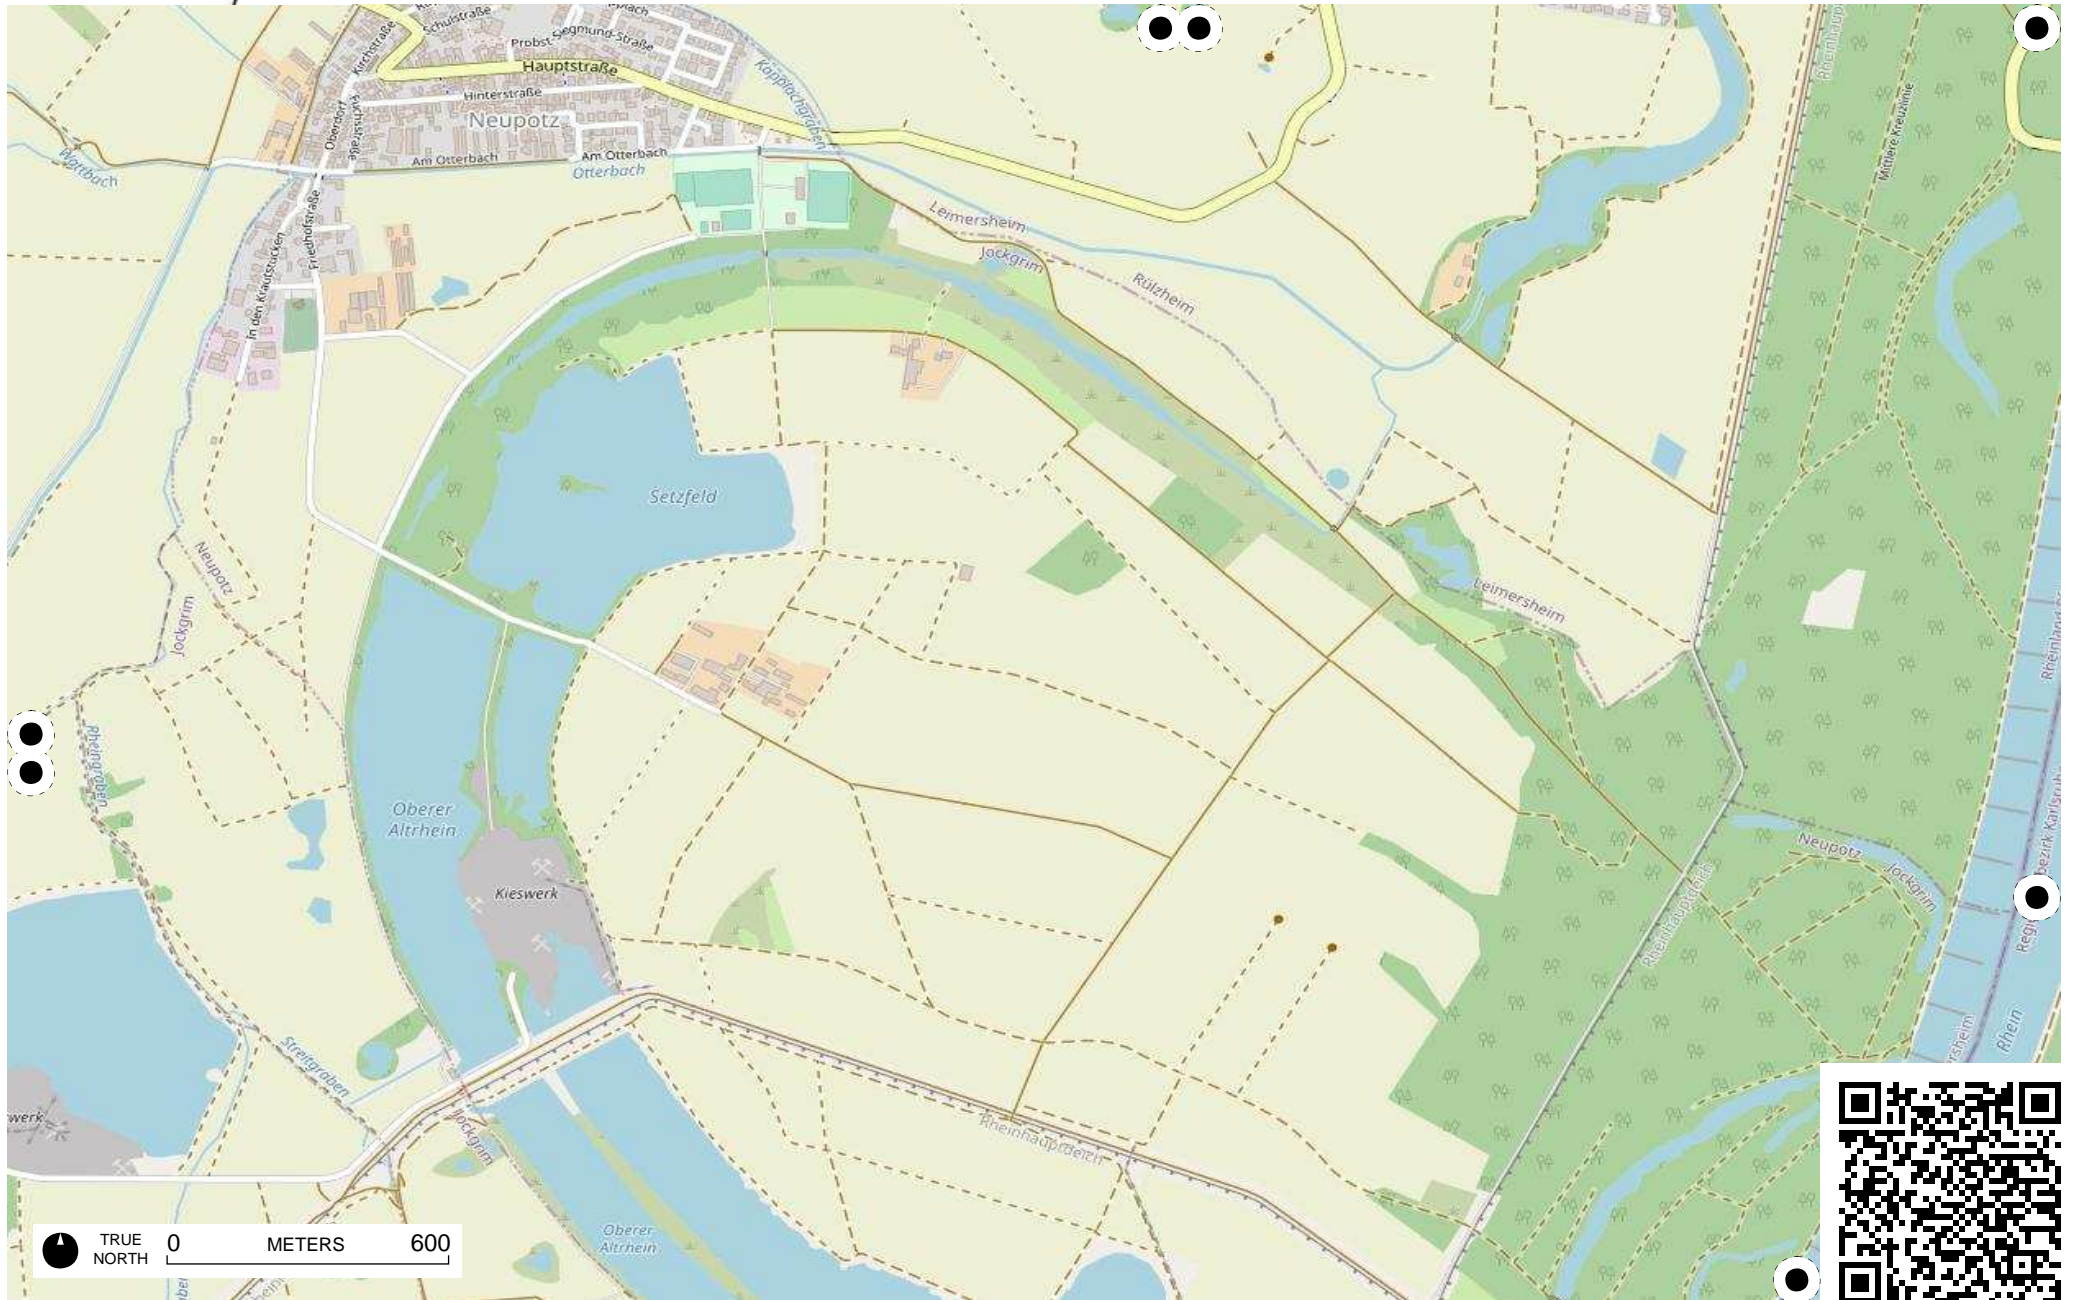 Schulstraße
Kirchstraße
Probst-Siegmund-Straße
Hauptstraße
Hinterstraße
Neupotz
Oberdorf
Fuchsstraße
Am Otterbach
Am Otterbach
Otterbach
Kapplachgraben
Wattbach
Friedhofstraße
In den Krautstücken
Leimersheim
Jockgrim
Rülzheim
Mittlere Kreuzlinie
Setzfeld
Neupotz
Jockgrim
Leimersheim
Rheingraben
Oberer
Altrhein
Kieswerk
Neupotz
Jockgrim
Rheinhauptdeich
Streitgraben
Rhein
Jockgrim
Rheinhauptdeich
Oberer
Altrhein
TRUE
NORTH
0 METERS 600